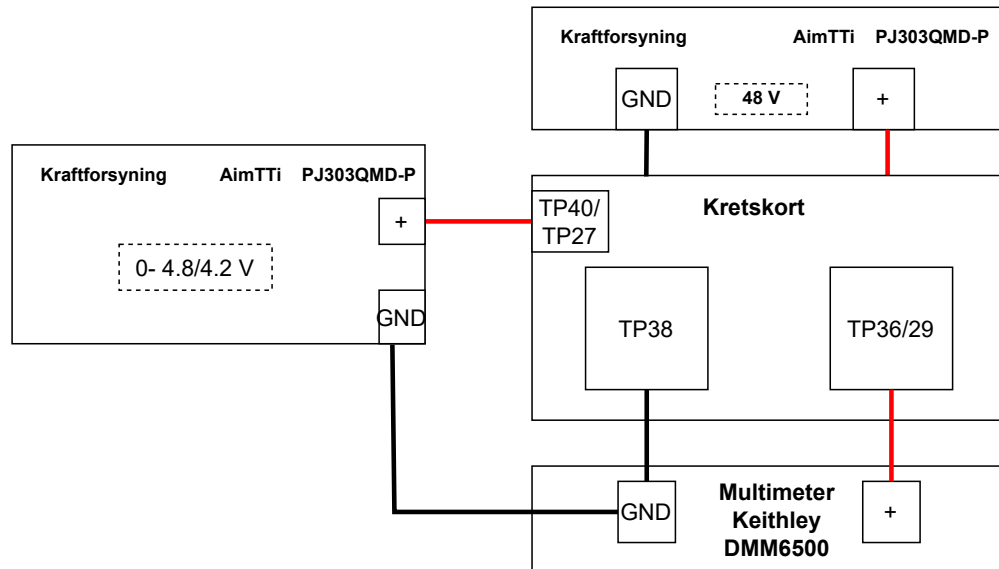 Kraftforsyning AimTTi PJ303QMD-P
GND
48 V
+
Kraftforsyning AimTTi PJ303QMD-P
+
0- 4.8/4.2 V
GND
Kretskort
TP40/
TP27
TP38
TP36/29
GND
Multimeter
Keithley
DMM6500
+